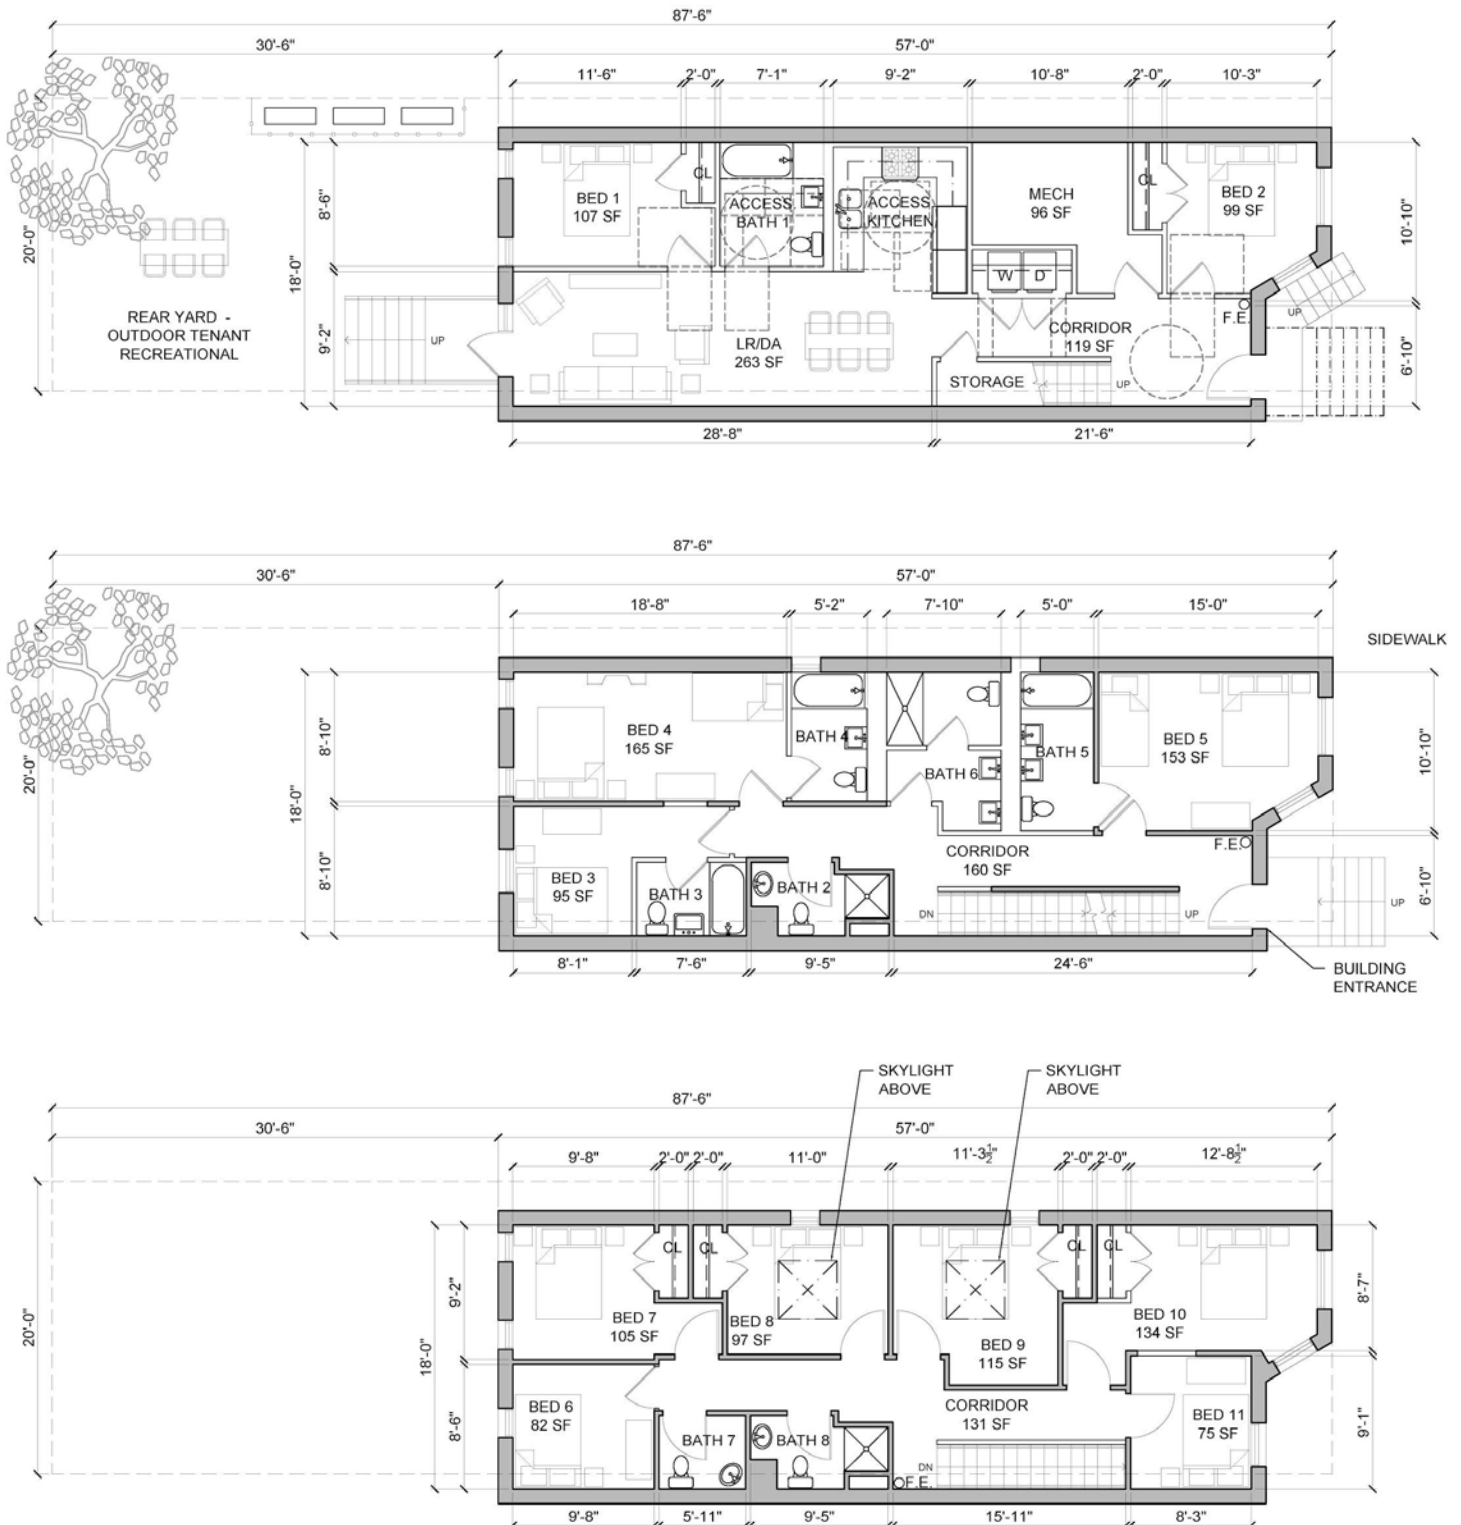 87'-6"
30'-6"
57'-0"
11'-6"
2'-0"
7'-1"
9'-2"
10'-8"
2'-0"
10'-3"
20'-0"
18'-0"
8'-6"
9'-2"
BED 1
107 SF
CL
ACCESS
BATH 1
ACCESS
KITCHEN
MECH
96 SF
CL
BED 2
99 SF
10'-10"
6'-10"
REAR YARD -
OUTDOOR TENANT
RECREATIONAL
UP
LR/DA
263 SF
W
D
CORRIDOR
119 SF
F.E.
UP
STORAGE
UP
28'-8"
21'-6"
87'-6"
30'-6"
57'-0"
18'-8"
5'-2"
7'-10"
5'-0"
15'-0"
SIDEWALK
20'-0"
18'-0"
8'-10"
8'-10"
BED 4
165 SF
BATH 4
BATH 6
BATH 5
BED 5
153 SF
10'-10"
6'-10"
BED 3
95 SF
BATH 3
BATH 2
CORRIDOR
160 SF
F.E.
DN
UP
UP
8'-1"
7'-6"
9'-5"
24'-6"
BUILDING
ENTRANCE
SKYLIGHT
ABOVE
SKYLIGHT
ABOVE
87'-6"
30'-6"
57'-0"
9'-8"
2'-0"
2'-0"
11'-0"
11'-3½"
2'-0"
2'-0"
12'-8½"
20'-0"
18'-0"
9'-2"
8'-6"
CL
CL
CL
CL
BED 7
105 SF
BED 8
97 SF
BED 9
115 SF
BED 10
134 SF
8'-7"
9'-1"
BED 6
82 SF
BATH 7
BATH 8
CORRIDOR
131 SF
BED 11
75 SF
DN
F.E.
9'-8"
5'-11"
9'-5"
15'-11"
8'-3"